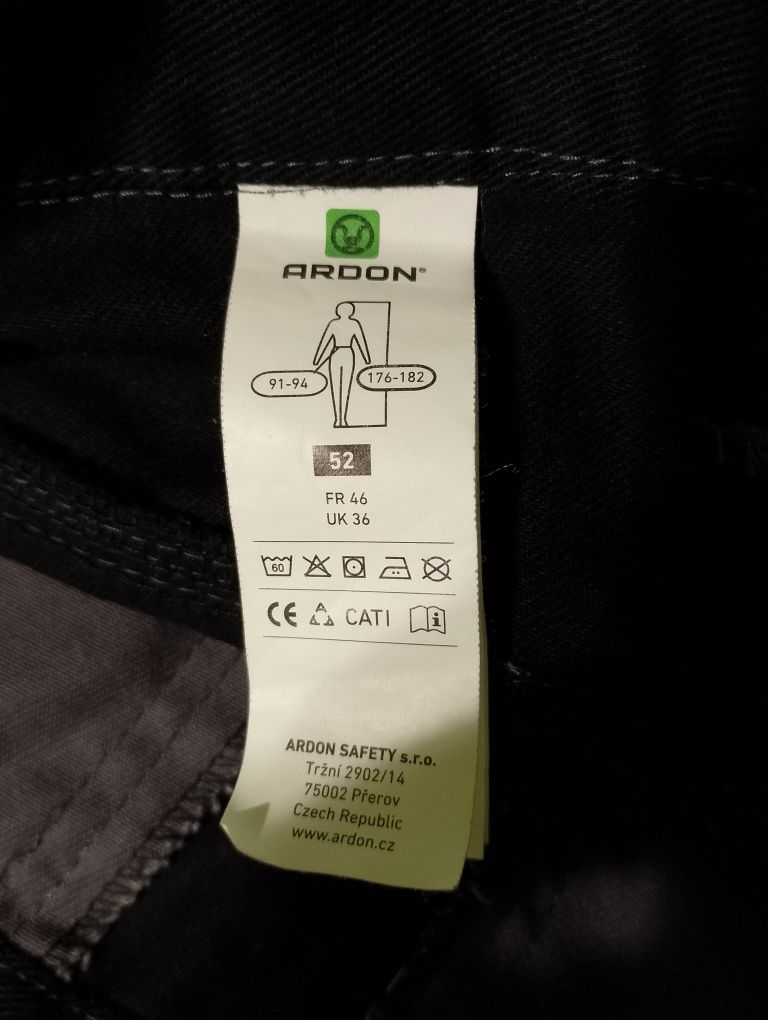 ARDON®
91-94
176-182
52
FR 46
UK 36
60
CE CAT I
ARDON SAFETY s.r.o.
Tržní 2902/14
75002 Přerov
Czech Republic
www.ardon.cz